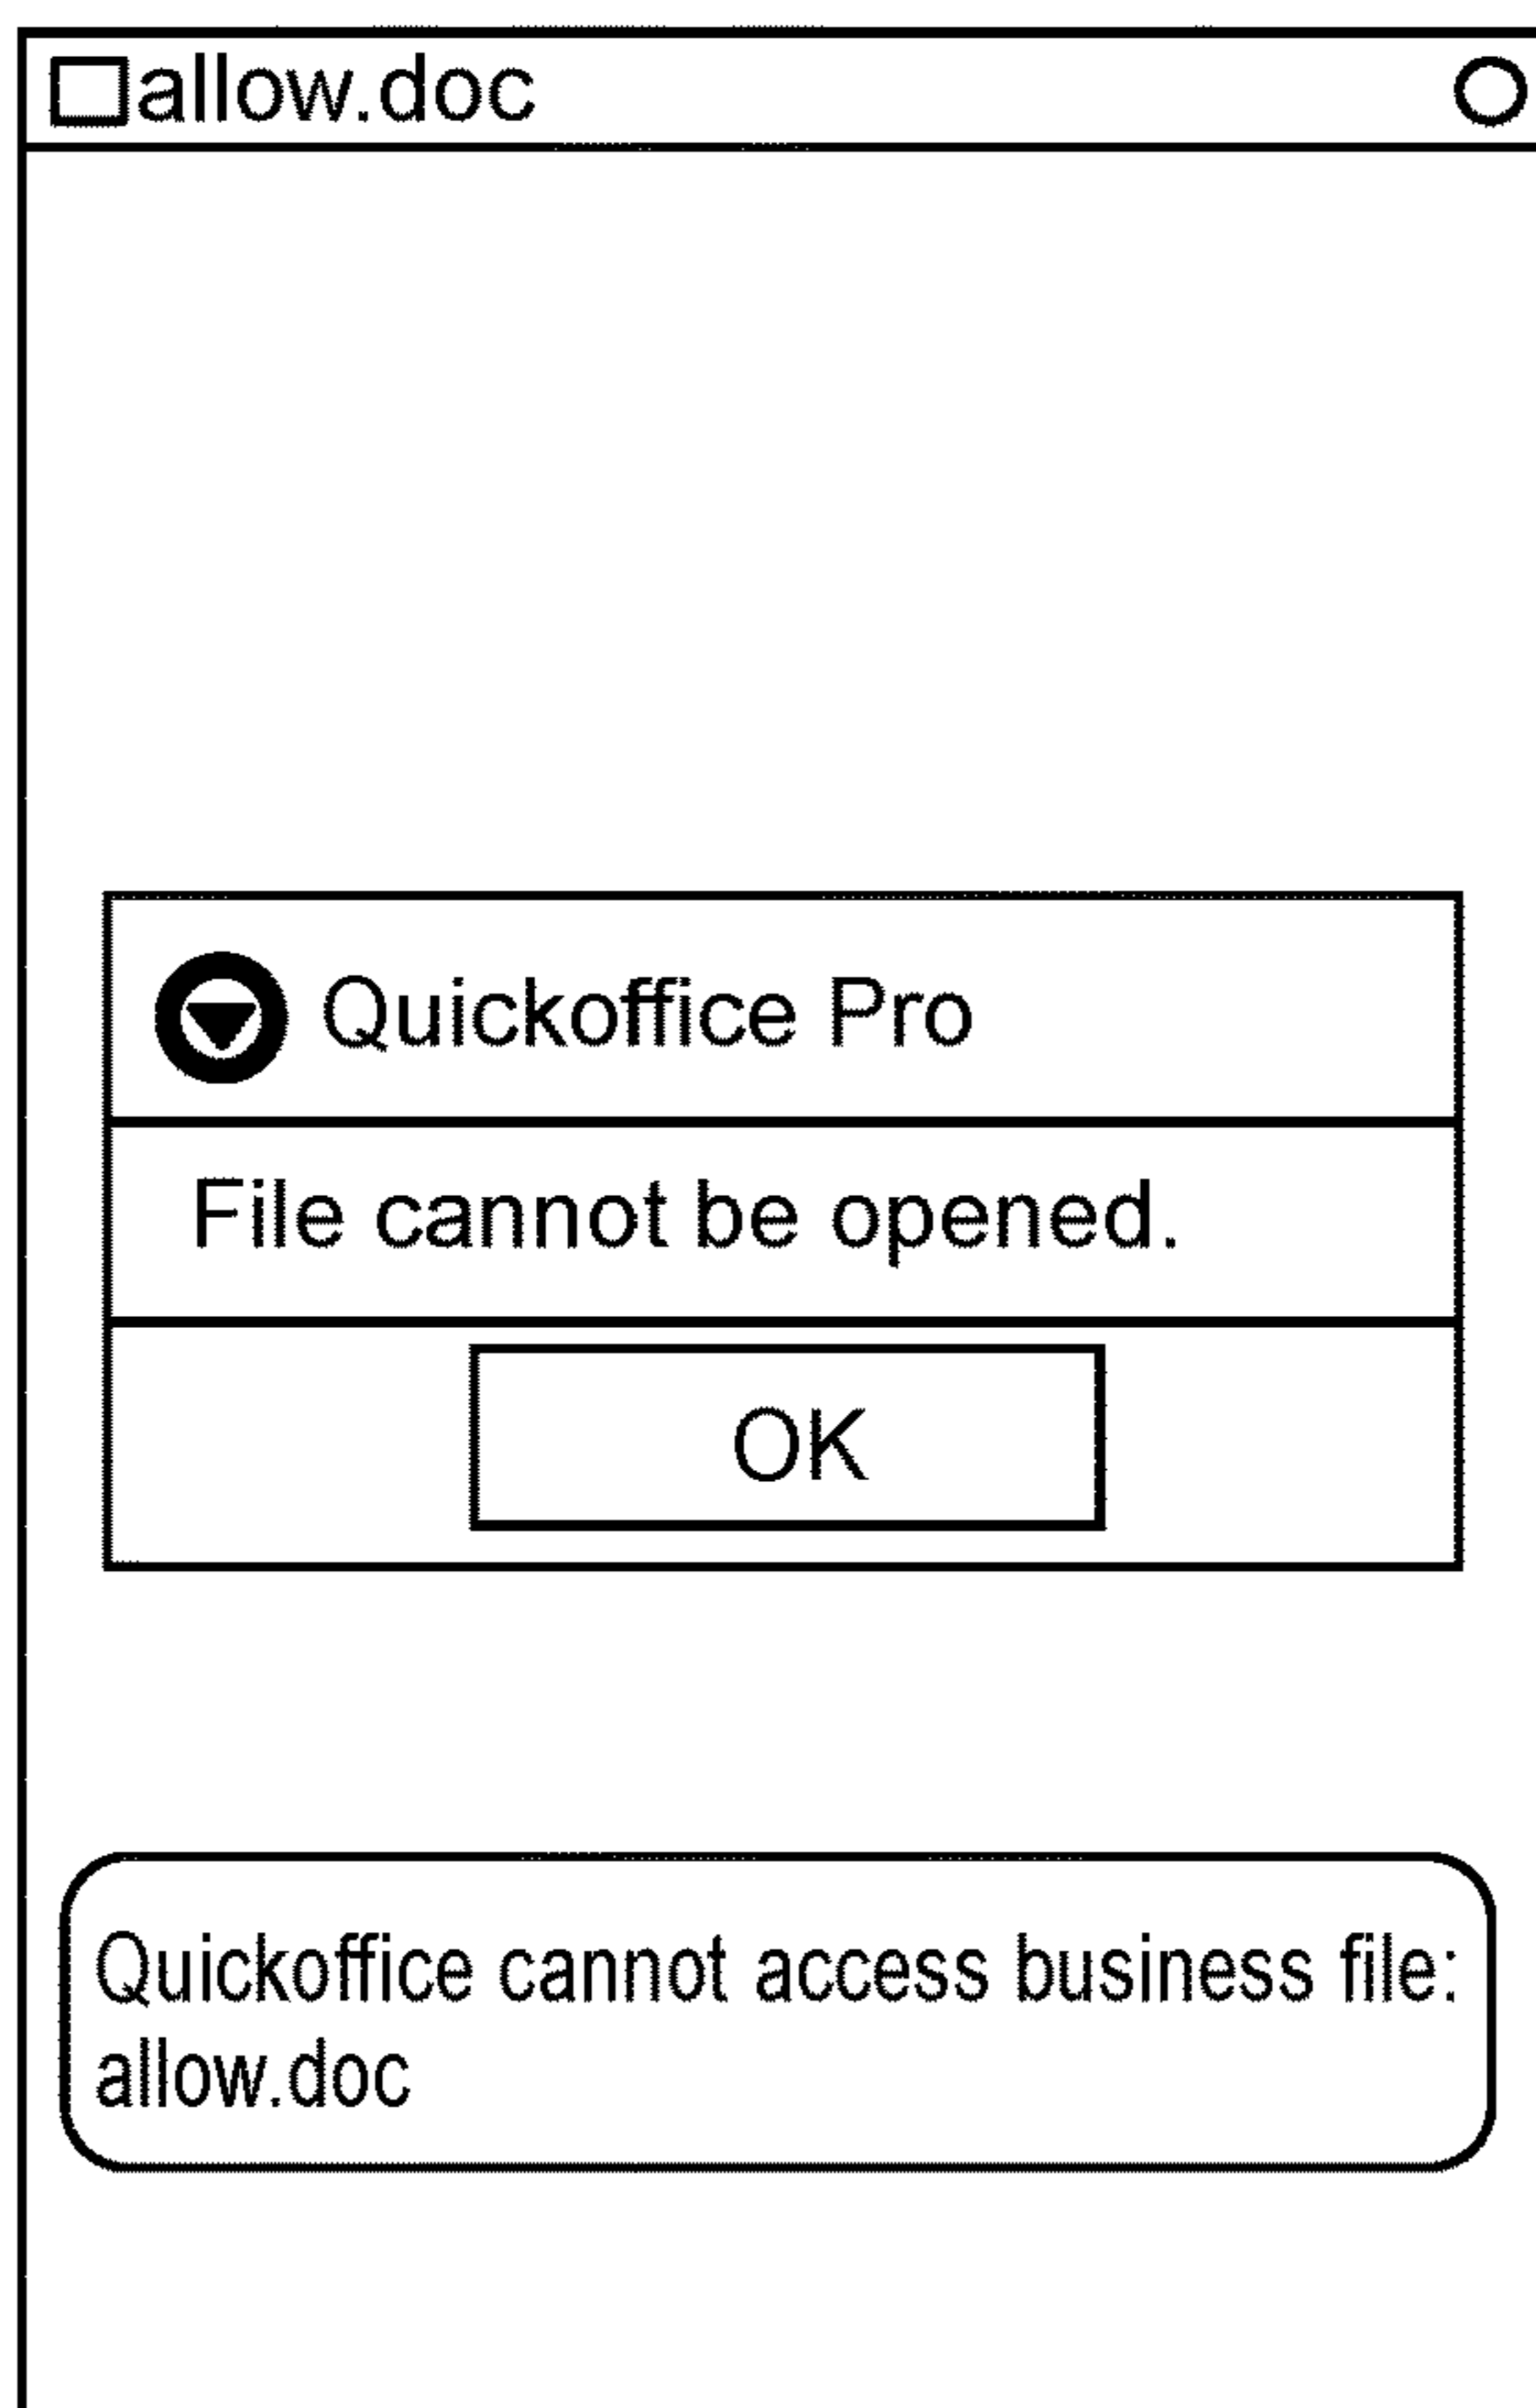 allow.doc
Quickoffice Pro
File cannot be opened.
OK
Quickoffice cannot access business file:
allow.doc